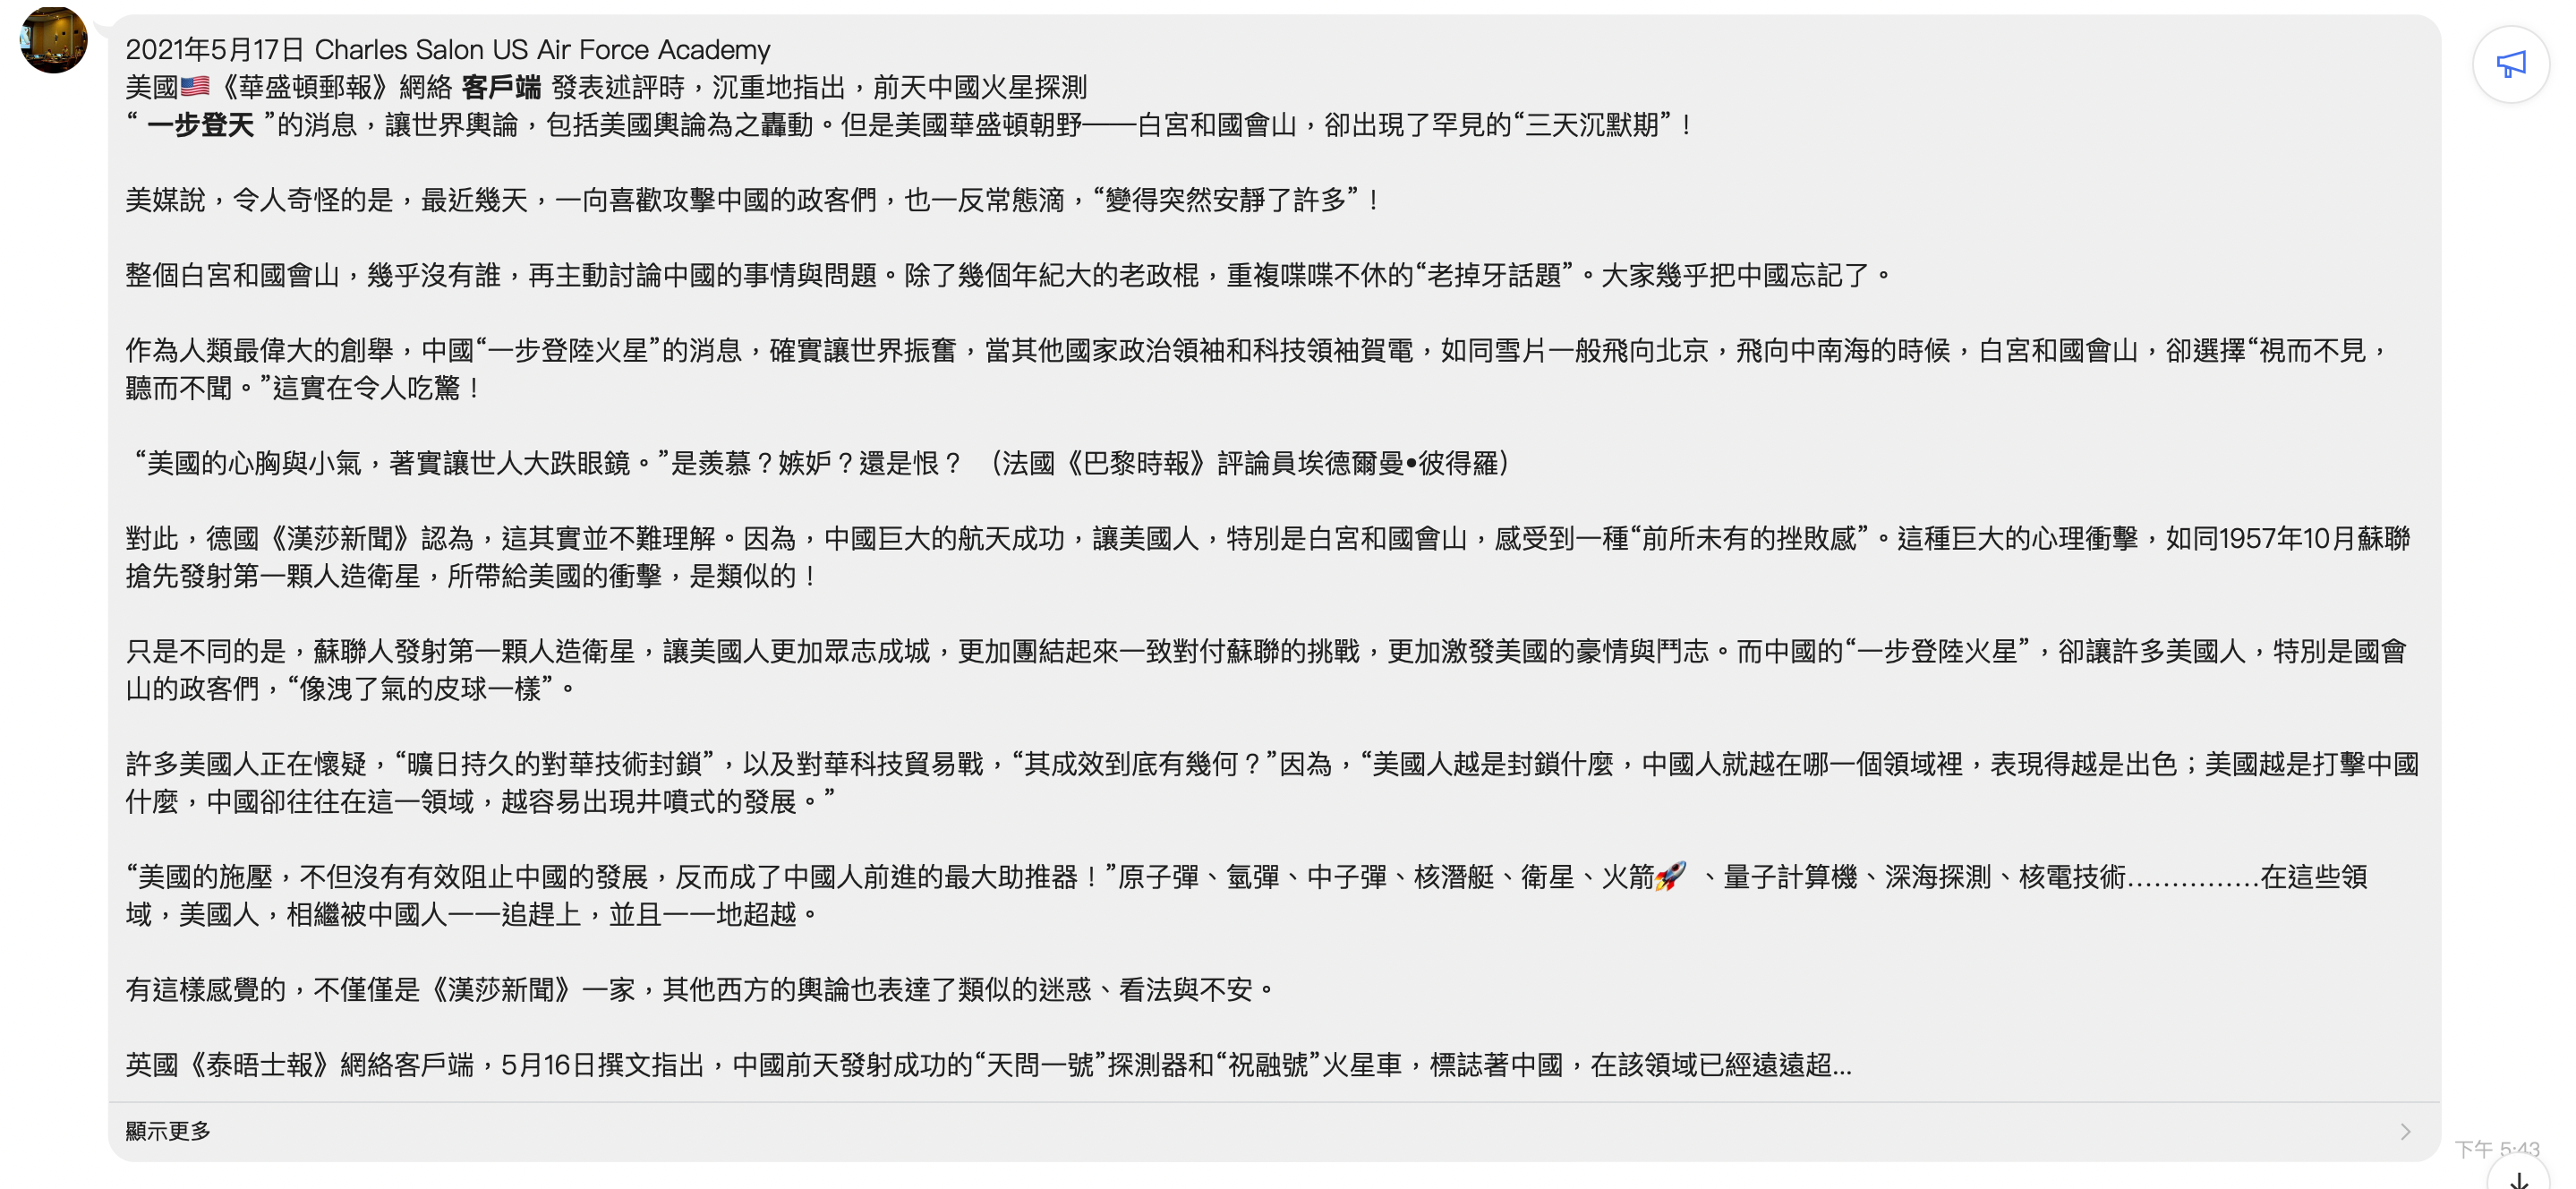 2021年5月17日 Charles Salon US Air Force Academy
美國🇺🇸《華盛頓郵報》網絡 客戶端 發表述評時，沉重地指出，前天中國火星探測
“ 一步登天 ”的消息，讓世界輿論，包括美國輿論為之轟動。但是美國華盛頓朝野——白宮和國會山，卻出現了罕見的“三天沉默期”！
美媒說，令人奇怪的是，最近幾天，一向喜歡攻擊中國的政客們，也一反常態滴，“變得突然安靜了許多”！
整個白宮和國會山，幾乎沒有誰，再主動討論中國的事情與問題。除了幾個年紀大的老政棍，重複喋喋不休的“老掉牙話題”。大家幾乎把中國忘記了。
作為人類最偉大的創舉，中國“一步登陸火星”的消息，確實讓世界振奮，當其他國家政治領袖和科技領袖賀電，如同雪片一般飛向北京，飛向中南海的時候，白宮和國會山，卻選擇“視而不見，
聽而不聞。”這實在令人吃驚！
“美國的心胸與小氣，著實讓世人大跌眼鏡。”是羨慕？嫉妒？還是恨？ （法國《巴黎時報》評論員埃德爾曼•彼得羅）
對此，德國《漢莎新聞》認為，這其實並不難理解。因為，中國巨大的航天成功，讓美國人，特別是白宮和國會山，感受到一種“前所未有的挫敗感”。這種巨大的心理衝擊，如同1957年10月蘇聯
搶先發射第一顆人造衛星，所帶給美國的衝擊，是類似的！
只是不同的是，蘇聯人發射第一顆人造衛星，讓美國人更加眾志成城，更加團結起來一致對付蘇聯的挑戰，更加激發美國的豪情與鬥志。而中國的“一步登陸火星”，卻讓許多美國人，特別是國會
山的政客們，“像洩了氣的皮球一樣”。
許多美國人正在懷疑，“曠日持久的對華技術封鎖”，以及對華科技貿易戰，“其成效到底有幾何？”因為，“美國人越是封鎖什麼，中國人就越在哪一個領域裡，表現得越是出色；美國越是打擊中國
什麼，中國卻往往在這一領域，越容易出現井噴式的發展。”
“美國的施壓，不但沒有有效阻止中國的發展，反而成了中國人前進的最大助推器！”原子彈、氫彈、中子彈、核潛艇、衛星、火箭🚀 、量子計算機、深海探測、核電技術……………在這些領
域，美國人，相繼被中國人一一追趕上，並且一一地超越。
有這樣感覺的，不僅僅是《漢莎新聞》一家，其他西方的輿論也表達了類似的迷惑、看法與不安。
英國《泰晤士報》網絡客戶端，5月16日撰文指出，中國前天發射成功的“天問一號”探測器和“祝融號”火星車，標誌著中國，在該領域已經遠遠超...
顯示更多
下午 5:43